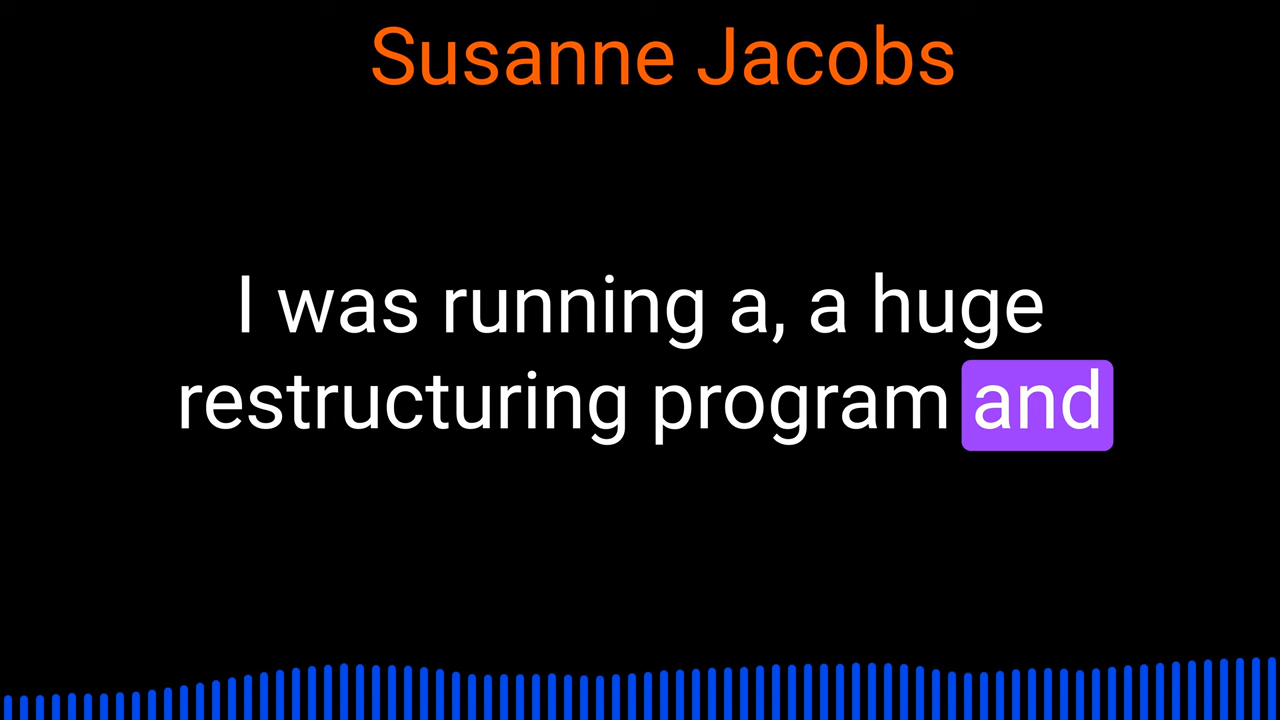 Susanne Jacobs
I was running a, a huge
restructuring program and